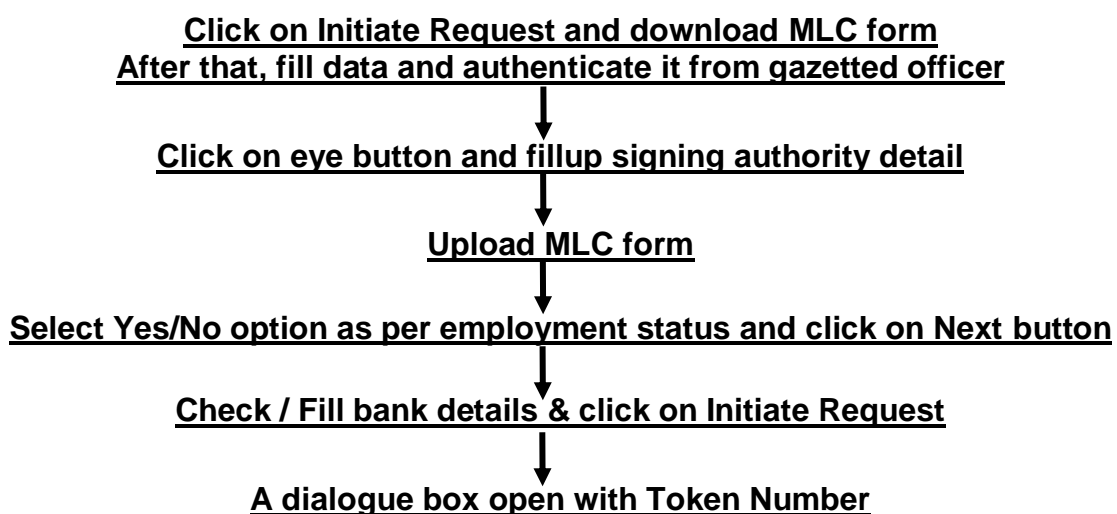 Click on Initiate Request and download MLC form
After that, fill data and authenticate it from gazetted officer
Click on eye button and fillup signing authority detail
Upload MLC form
Select Yes/No option as per employment status and click on Next button
Check / Fill bank details & click on Initiate Request
A dialogue box open with Token Number